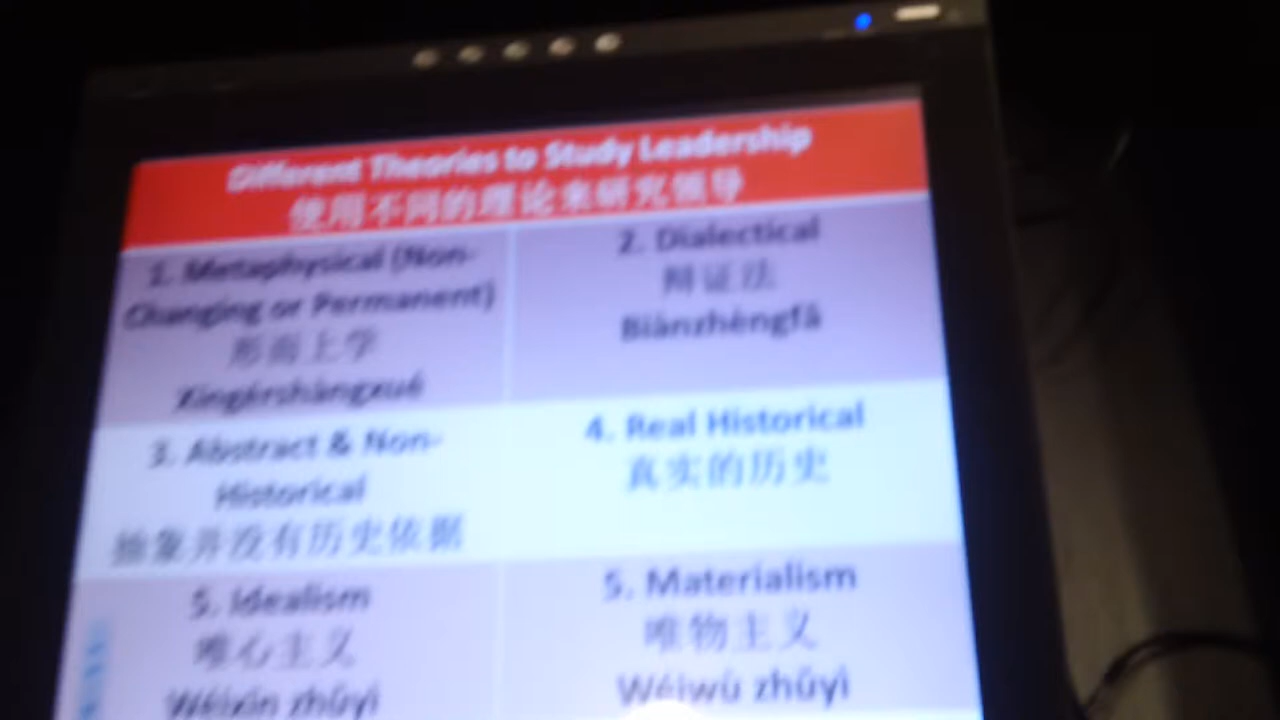 Different Theories to Study Leadership
使用不同的理论来研究领导
1. Metaphysical (Non-
Changing or Permanent)
形而上学
Xíngérshàngxué
2. Dialectical
辩证法
Biànzhèngfǎ
3. Abstract & Non-
Historical
抽象并没有历史依据
4. Real Historical
真实的历史
5. Idealism
唯心主义
Wéixīn zhǔyì
5. Materialism
唯物主义
Wéiwù zhǔyì